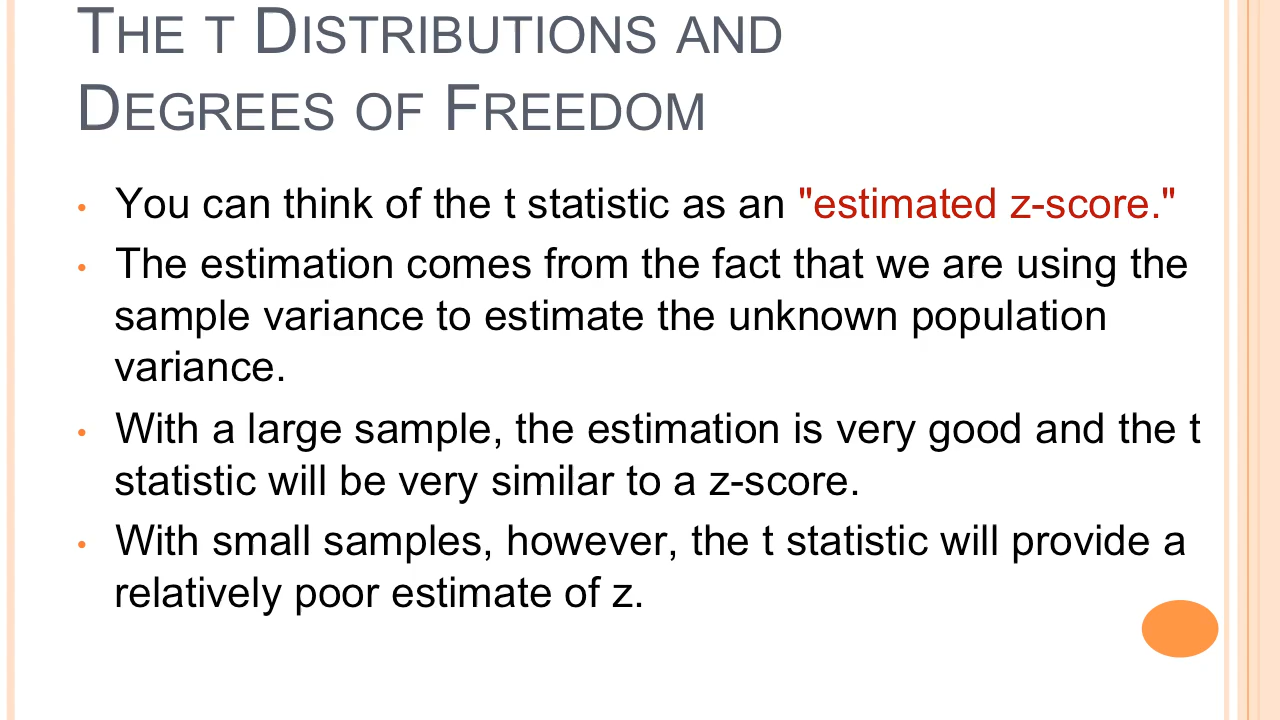 THE T DISTRIBUTIONS AND
DEGREES OF FREEDOM
• You can think of the t statistic as an "estimated z-score."
• The estimation comes from the fact that we are using the
sample variance to estimate the unknown population
variance.
• With a large sample, the estimation is very good and the t
statistic will be very similar to a z-score.
• With small samples, however, the t statistic will provide a
relatively poor estimate of z.